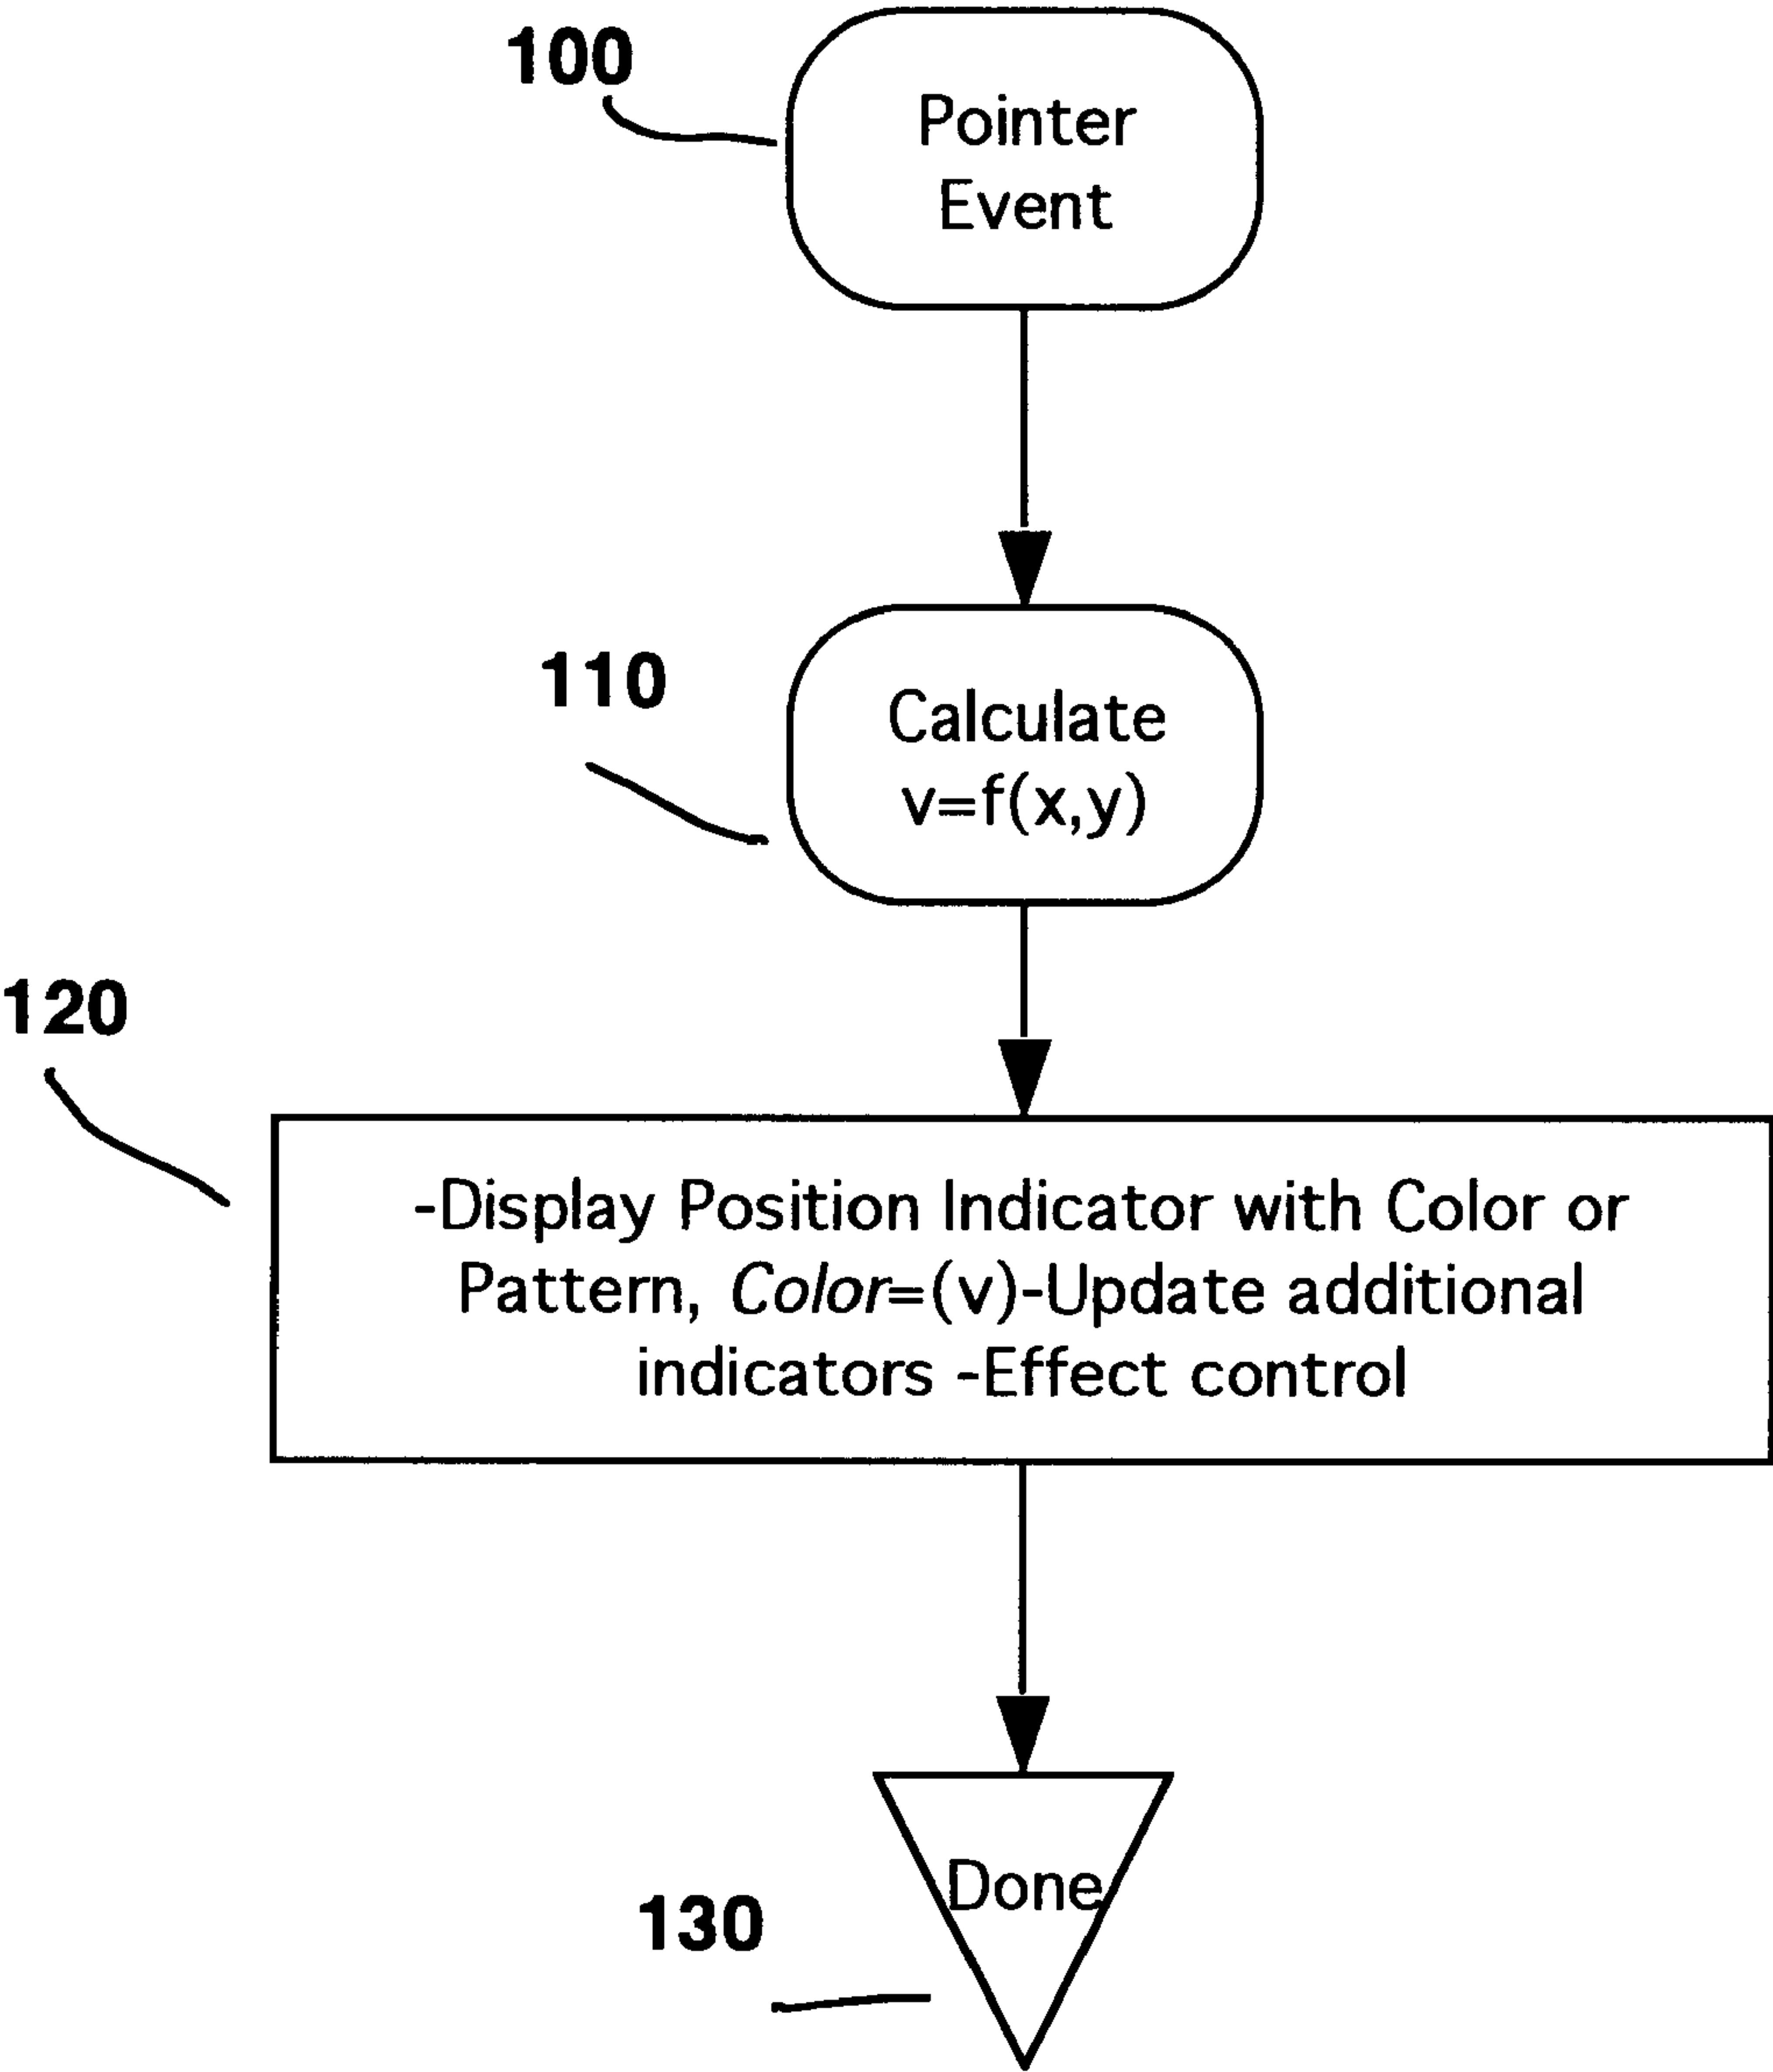 100
Pointer
Event
110
Calculate
v=f(x,y)
120
-Display Position Indicator with Color or
Pattern, Color=(v)-Update additional
indicators -Effect control
Done
130